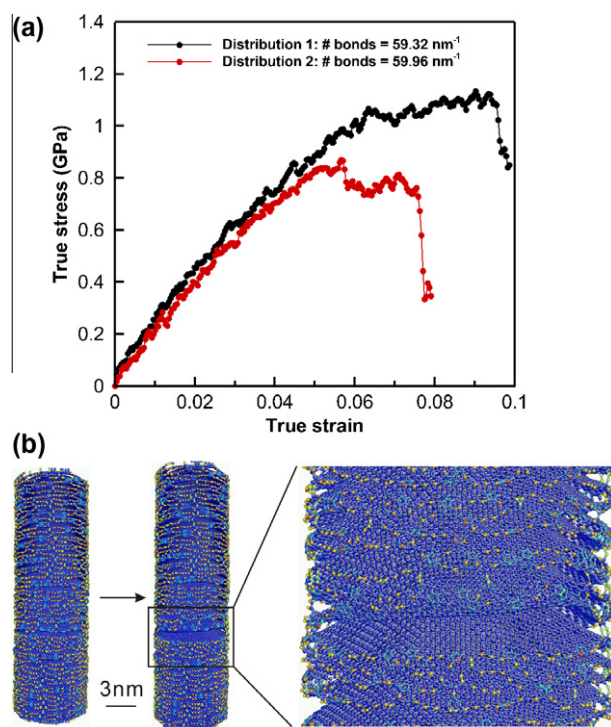 (a)
1.4
1.2
1
0.8
0.6
0.4
0.2
0
True stress (GPa)
Distribution 1: # bonds = 59.32 nm⁻¹
Distribution 2: # bonds = 59.96 nm⁻¹
0 0.02 0.04 0.06 0.08 0.1
True strain
(b)
3nm